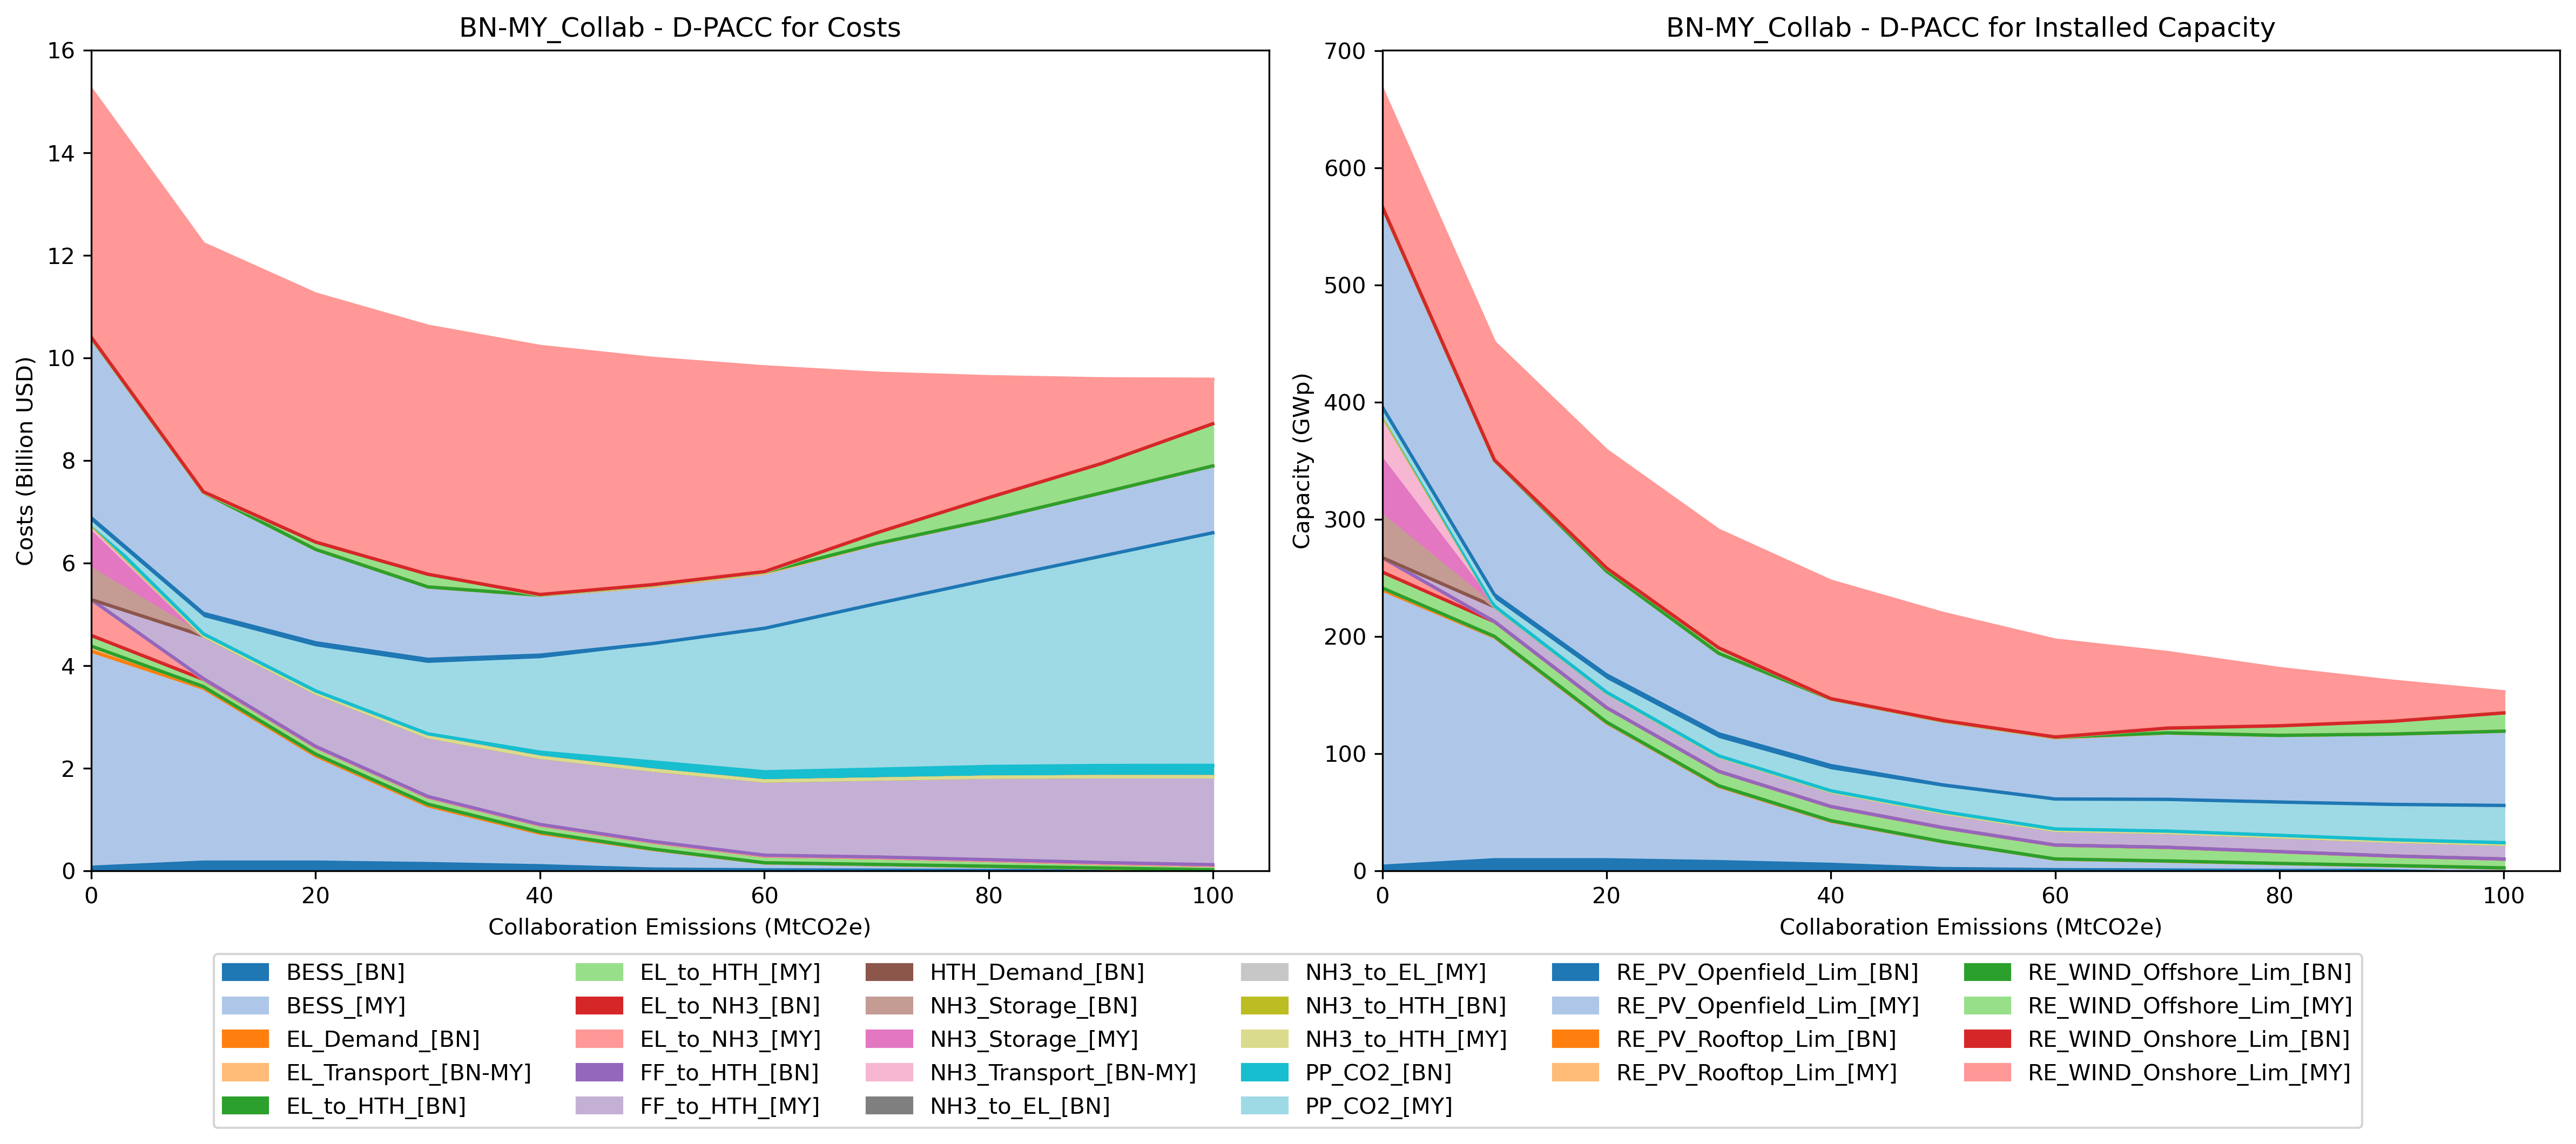 BN-MY_Collab - D-PACC for Costs
16
14
12
10
8
6
4
2
0
Costs (Billion USD)
0 20 40 60 80 100
Collaboration Emissions (MtCO2e)
BN-MY_Collab - D-PACC for Installed Capacity
700
600
500
400
300
200
100
0
Capacity (GWp)
0 20 40 60 80 100
Collaboration Emissions (MtCO2e)
BESS_[BN]
BESS_[MY]
EL_Demand_[BN]
EL_Transport_[BN-MY]
EL_to_HTH_[BN]
EL_to_HTH_[MY]
EL_to_NH3_[BN]
EL_to_NH3_[MY]
FF_to_HTH_[BN]
FF_to_HTH_[MY]
HTH_Demand_[BN]
NH3_Storage_[BN]
NH3_Storage_[MY]
NH3_Transport_[BN-MY]
NH3_to_EL_[BN]
NH3_to_EL_[MY]
NH3_to_HTH_[BN]
NH3_to_HTH_[MY]
PP_CO2_[BN]
PP_CO2_[MY]
RE_PV_Openfield_Lim_[BN]
RE_PV_Openfield_Lim_[MY]
RE_PV_Rooftop_Lim_[BN]
RE_PV_Rooftop_Lim_[MY]
RE_WIND_Offshore_Lim_[BN]
RE_WIND_Offshore_Lim_[MY]
RE_WIND_Onshore_Lim_[BN]
RE_WIND_Onshore_Lim_[MY]